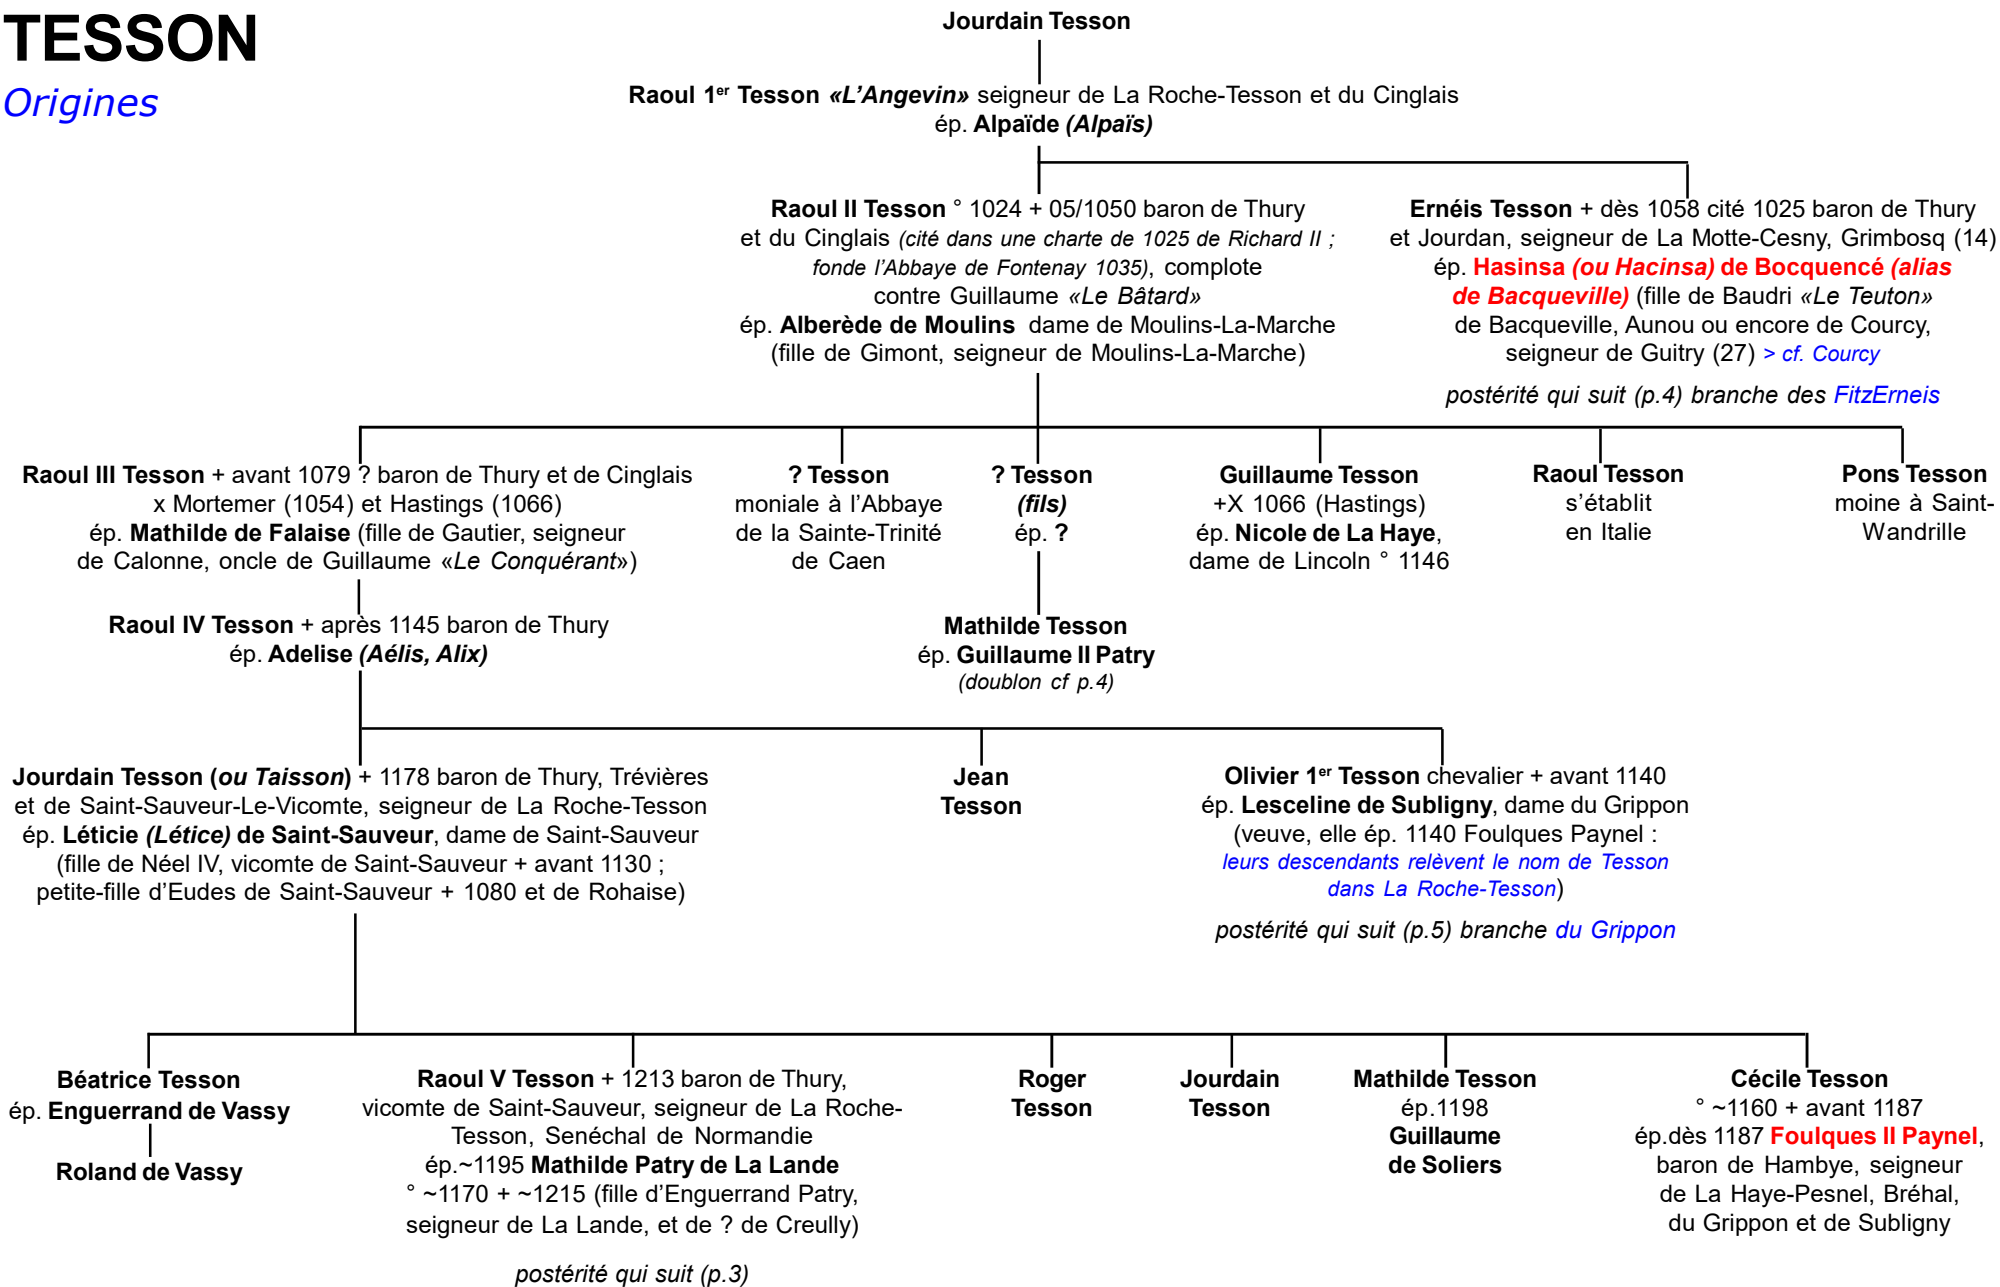 TESSON
Origines
Jourdain Tesson
Raoul 1er Tesson «L'Angevin» seigneur de La Roche-Tesson et du Cinglais
ép. Alpaïde (Alpaïs)
Raoul II Tesson ° 1024 + 05/1050 baron de Thury
et du Cinglais (cité dans une charte de 1025 de Richard II ;
fonde l'Abbaye de Fontenay 1035), complote
contre Guillaume «Le Bâtard»
ép. Alberède de Moulins dame de Moulins-La-Marche
(fille de Gimont, seigneur de Moulins-La-Marche)
Ernéis Tesson + dès 1058 cité 1025 baron de Thury
et Jourdan, seigneur de La Motte-Cesny, Grimbosq (14)
ép. Hasinsa (ou Hacinsa) de Bocquencé (alias
de Bacqueville) (fille de Baudri «Le Teuton»
de Bacqueville, Aunou ou encore de Courcy,
seigneur de Guitry (27) > cf. Courcy
postérité qui suit (p.4) branche des FitzErneis
Raoul III Tesson + avant 1079 ? baron de Thury et de Cinglais
x Mortemer (1054) et Hastings (1066)
ép. Mathilde de Falaise (fille de Gautier, seigneur
de Calonne, oncle de Guillaume «Le Conquérant»)
? Tesson
moniale à l'Abbaye
de la Sainte-Trinité
de Caen
? Tesson
(fils)
ép. ?
Guillaume Tesson
+X 1066 (Hastings)
ép. Nicole de La Haye,
dame de Lincoln ° 1146
Raoul Tesson
s'établit
en Italie
Pons Tesson
moine à Saint-
Wandrille
Raoul IV Tesson + après 1145 baron de Thury
ép. Adelise (Aélis, Alix)
Mathilde Tesson
ép. Guillaume II Patry
(doublon cf p.4)
Jourdain Tesson (ou Taisson) + 1178 baron de Thury, Trévières
et de Saint-Sauveur-Le-Vicomte, seigneur de La Roche-Tesson
ép. Léticie (Létice) de Saint-Sauveur, dame de Saint-Sauveur
(fille de Néel IV, vicomte de Saint-Sauveur + avant 1130 ;
petite-fille d'Eudes de Saint-Sauveur + 1080 et de Rohaise)
Jean
Tesson
Olivier 1er Tesson chevalier + avant 1140
ép. Lesceline de Subligny, dame du Grippon
(veuve, elle ép. 1140 Foulques Paynel :
leurs descendants relèvent le nom de Tesson
dans La Roche-Tesson)
postérité qui suit (p.5) branche du Grippon
Béatrice Tesson
ép. Enguerrand de Vassy
Roland de Vassy
Raoul V Tesson + 1213 baron de Thury,
vicomte de Saint-Sauveur, seigneur de La Roche-
Tesson, Senéchal de Normandie
ép.~1195 Mathilde Patry de La Lande
° ~1170 + ~1215 (fille d'Enguerrand Patry,
seigneur de La Lande, et de ? de Creully)
postérité qui suit (p.3)
Roger
Tesson
Jourdain
Tesson
Mathilde Tesson
ép.1198
Guillaume
de Soliers
Cécile Tesson
° ~1160 + avant 1187
ép.dès 1187 Foulques II Paynel,
baron de Hambye, seigneur
de La Haye-Pesnel, Bréhal,
du Grippon et de Subligny